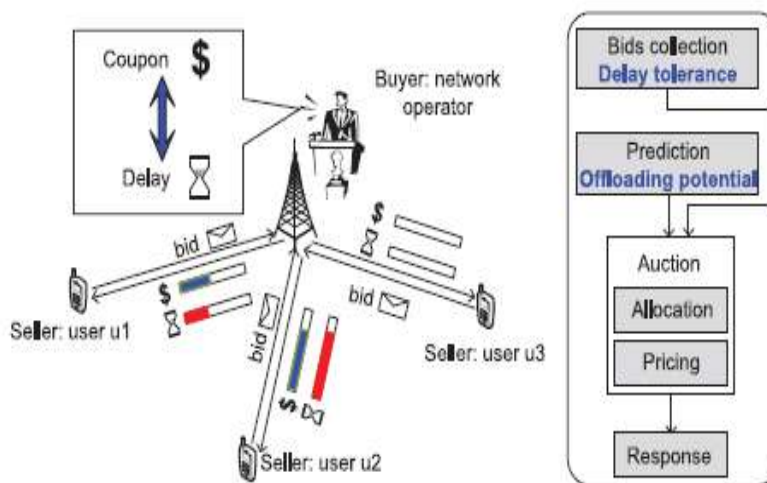 Coupon $
Delay
Buyer: network
operator
bid
$
Seller: user u1
bid
$
Seller: user u2
$
bid
Seller: user u3
Bids collection
Delay tolerance
Prediction
Offloading potential
Auction
Allocation
Pricing
Response